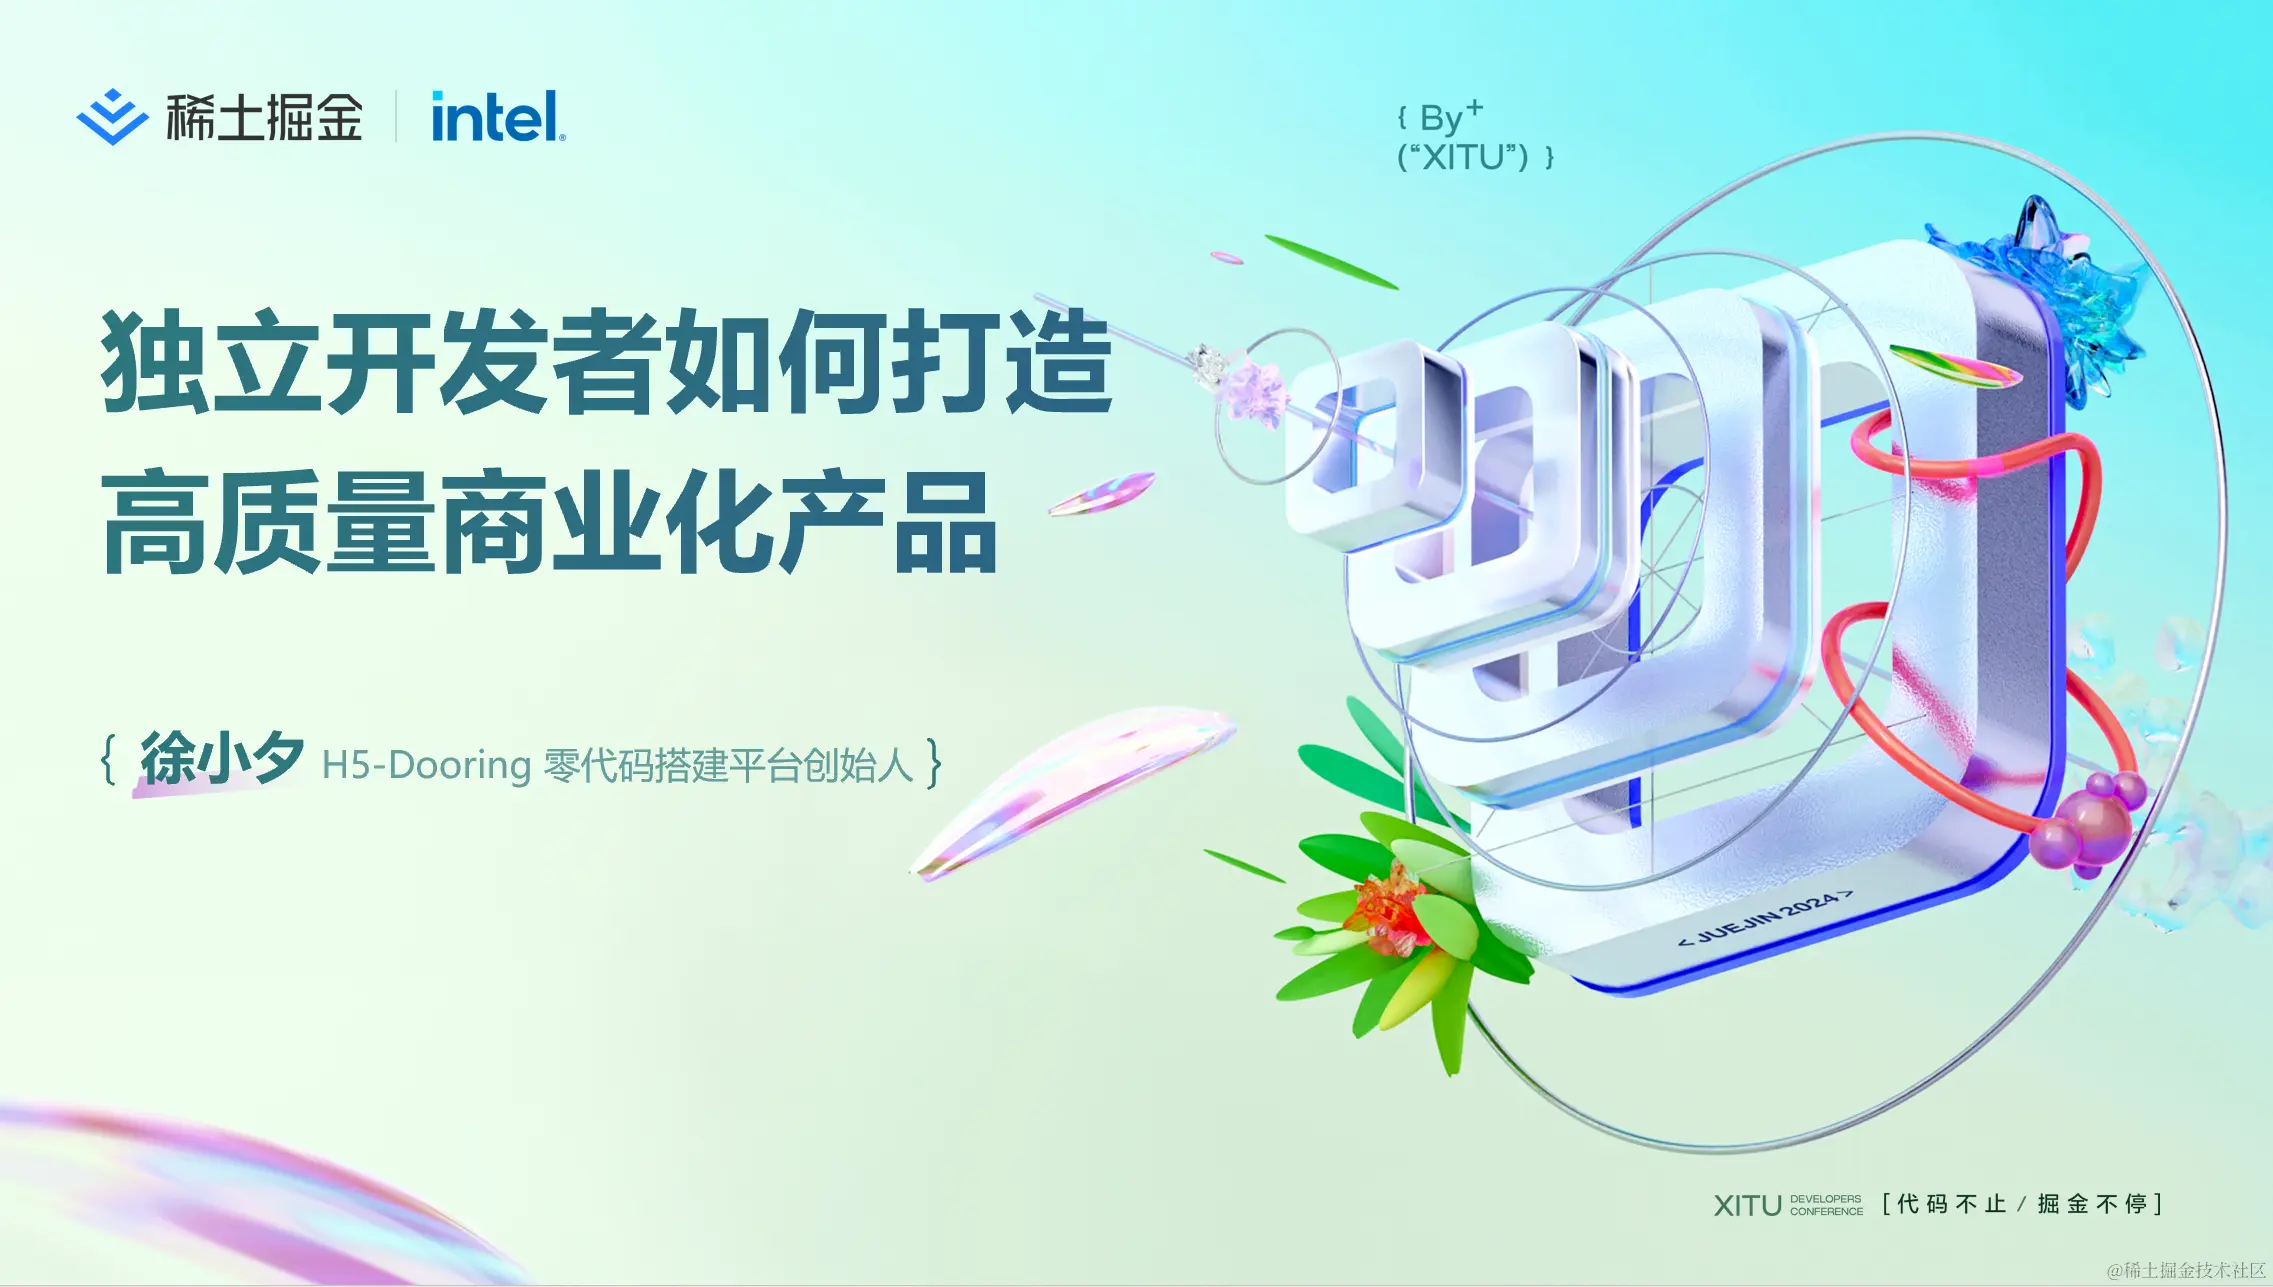 稀土掘金 | intel®
{ By+
("XITU") }
独立开发者如何打造
高质量商业化产品
{ 徐小夕 H5-Dooring 零代码搭建平台创始人 }
< JUEJIN 2024 >
XITU DEVELOPERS CONFERENCE [代码不止 / 掘金不停]
@稀土掘金技术社区